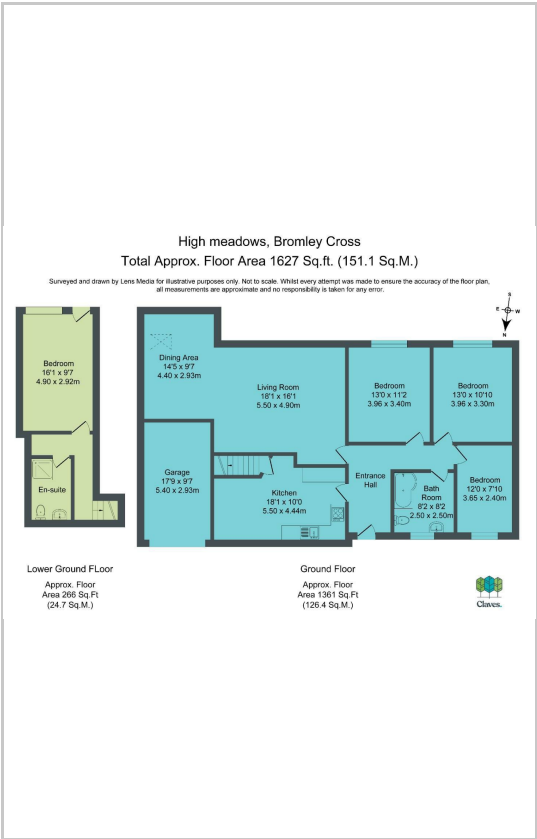 High meadows, Bromley Cross
Total Approx. Floor Area 1627 Sq.ft. (151.1 Sq.M.)
Surveyed and drawn by Lens Media for illustrative purposes only. Not to scale. Whilst every attempt was made to ensure the accuracy of the floor plan,
all measurements are approximate and no responsibility is taken for any error.
S
E
W
N
Bedroom
16'1 x 9'7
4.90 x 2.92m
En-suite
Dining Area
14'5 x 9'7
4.40 x 2.93m
Living Room
18'1 x 16'1
5.50 x 4.90m
Bedroom
13'0 x 11'2
3.96 x 3.40m
Bedroom
13'0 x 10'10
3.96 x 3.30m
Garage
17'9 x 9'7
5.40 x 2.93m
Kitchen
18'1 x 10'0
5.50 x 4.44m
Entrance
Hall
Bath
Room
8'2 x 8'2
2.50 x 2.50m
Bedroom
12'0 x 7'10
3.65 x 2.40m
Lower Ground FLoor
Approx. Floor
Area 266 Sq.Ft
(24.7 Sq.M.)
Ground Floor
Approx. Floor
Area 1361 Sq.Ft
(126.4 Sq.M.)
Claves.